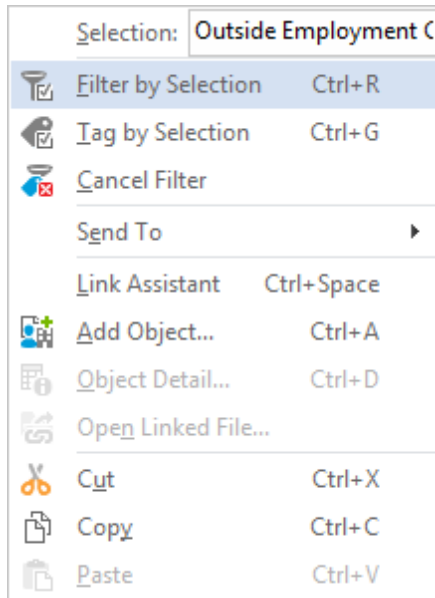 Selection: Outside Employment C
Filter by Selection Ctrl+R
Tag by Selection Ctrl+G
Cancel Filter
Send To
Link Assistant Ctrl+Space
Add Object... Ctrl+A
Object Detail... Ctrl+D
Open Linked File...
Cut Ctrl+X
Copy Ctrl+C
Paste Ctrl+V